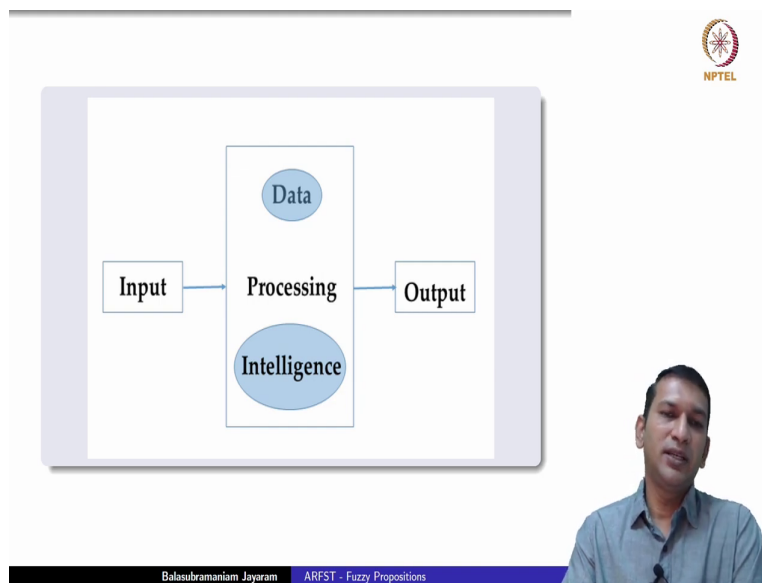 NPTEL
Data
Input
Processing
Output
Intelligence
Balasubramaniam Jayaram ARFST - Fuzzy Propositions